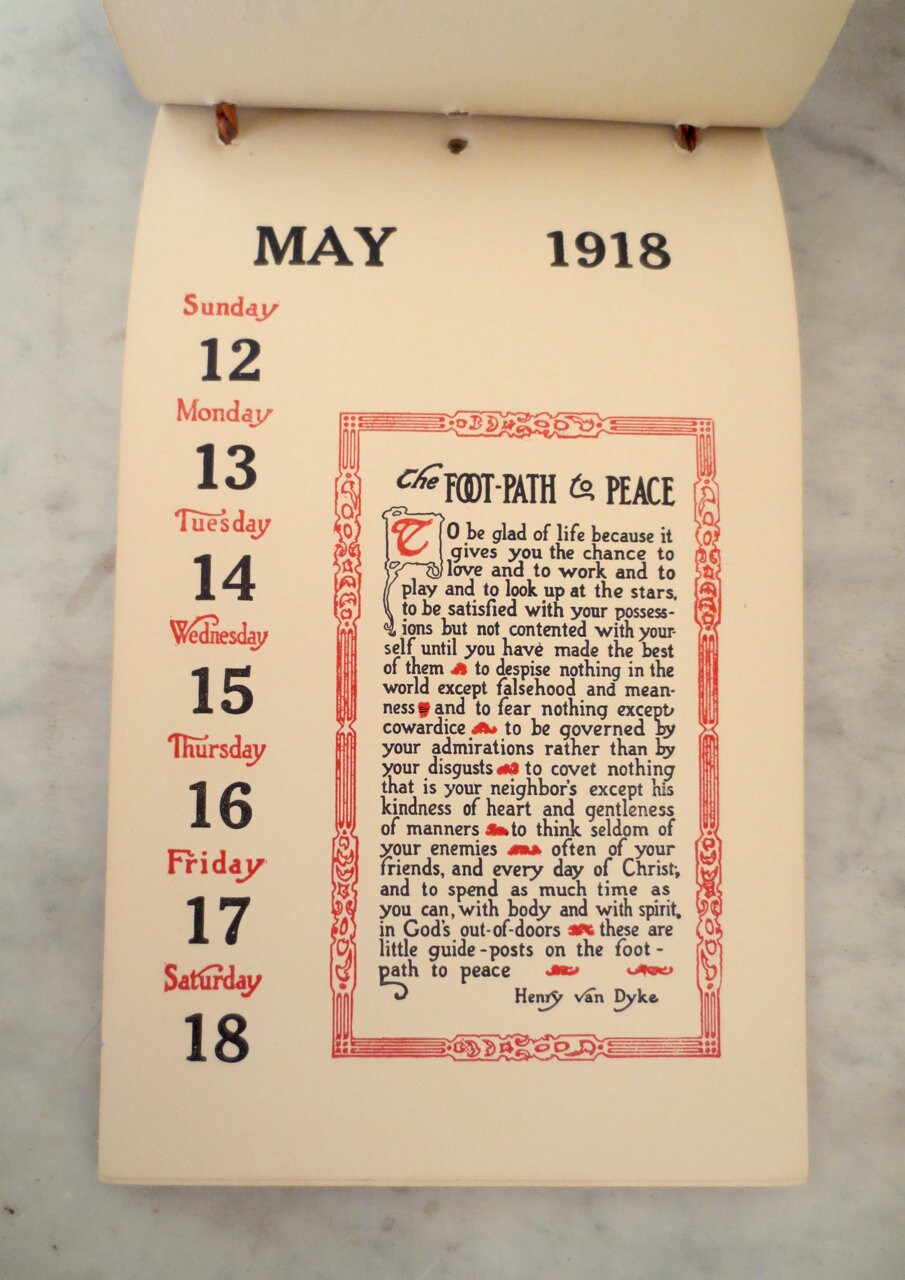 MAY 1918
Sunday
12
Monday
13
Tuesday
14
Wednesday
15
Thursday
16
Friday
17
Saturday
18
The FOOT-PATH to PEACE
TO be glad of life because it
gives you the chance to
love and to work and to
play and to look up at the stars,
to be satisfied with your possess-
ions but not contented with your-
self until you have made the best
of them to despise nothing in the
world except falsehood and mean-
ness and to fear nothing except
cowardice to be governed by
your admirations rather than by
your disgusts to covet nothing
that is your neighbor's except his
kindness of heart and gentleness
of manners to think seldom of
your enemies often of your
friends, and every day of Christ;
and to spend as much time as
you can, with body and with spirit,
in God's out-of-doors these are
little guide-posts on the foot-
path to peace
Henry van Dyke